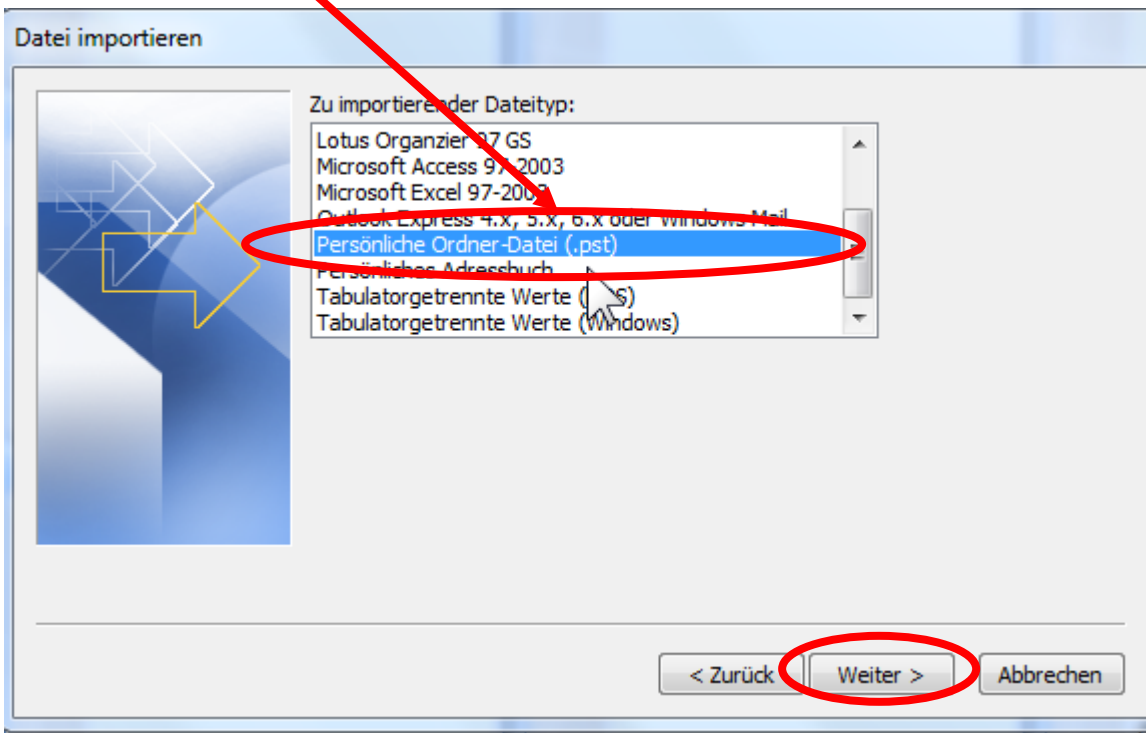 Datei importieren
Zu importierender Dateityp:
Lotus Organzier 97 GS
Microsoft Access 97-2003
Microsoft Excel 97-2003
Outlook Express 4.x, 5.x, 6.x oder Windows Mail
Persönliche Ordner-Datei (.pst)
Persönliches Adressbuch
Tabulatorgetrennte Werte (
Tabulatorgetrennte Werte (Windows)
< Zurück
Weiter >
Abbrechen